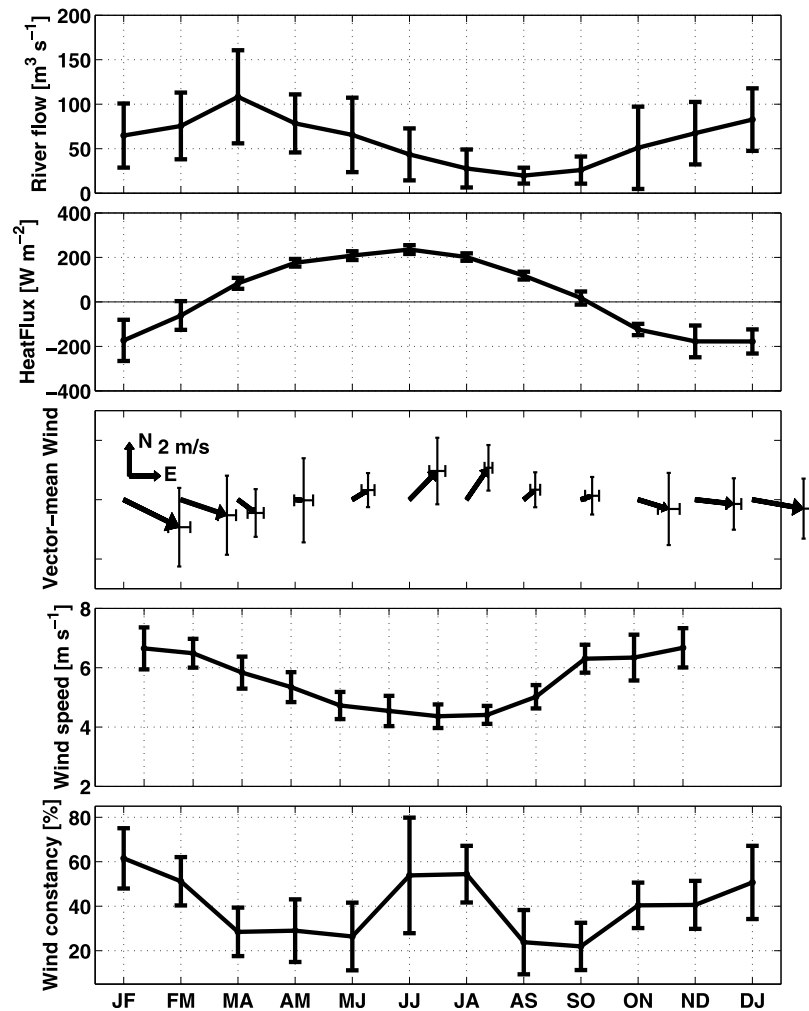 River flow [m³ s⁻¹]
200
150
100
50
0
HeatFlux [W m⁻²]
400
200
0
−200
−400
Vector−mean Wind
N 2 m/s
E
Wind speed [m s⁻¹]
8
6
4
2
Wind constancy [%]
80
60
40
20
JF FM MA AM MJ JJ JA AS SO ON ND DJ